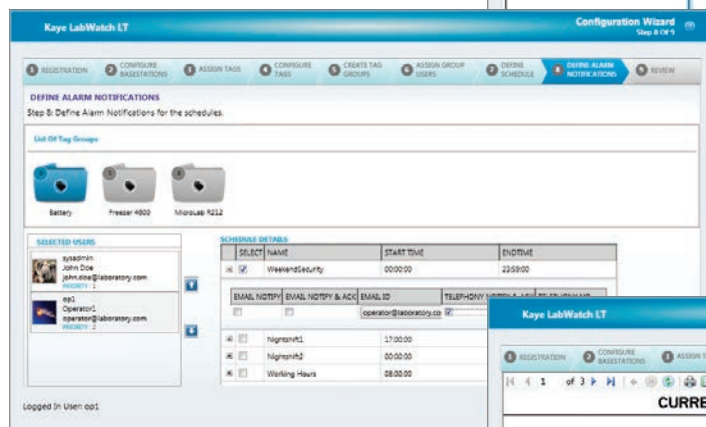 Kaye LabWatch LT
Configuration Wizard
Step 8 Of 9
1 REGISTRATION
2 CONFIGURE BASESTATIONS
3 ASSIGN TAGS
4 CONFIGURE TAGS
5 CREATE TAG GROUPS
6 ASSIGN GROUP USERS
7 DEFINE SCHEDULE
8 DEFINE ALARM NOTIFICATIONS
9 REVIEW
DEFINE ALARM NOTIFICATIONS
Step 8: Define Alarm Notifications for the schedules.
List Of Tag Groups
Battery
Freezer 4600
MicroLab R212
SELECTED USERS
sysadmin
John Doe
john.doe@laboratory.com
PRIORITY : 1
op1
Operator1
operator@laboratory.com
PRIORITY : 2
SCHEDULE DETAILS
SELECT NAME START TIME ENDTIME
WeekendSecurity 00:00:00 23:59:00
EMAIL NOTIFY EMAIL NOTIFY & ACK EMAIL ID TELEPHONY NOTIFY & ACK TELEPHONY NO
operator@laboratory.co
Nightshift1 17:00:00
Nightshift2 00:00:00
Working Hours 08:00:00
Logged In User: op1
Kaye LabWatch LT
1 REGISTRATION
2 CONFIGURE BASESTATIONS
3 ASSIGN T
1 of 3
CURRE